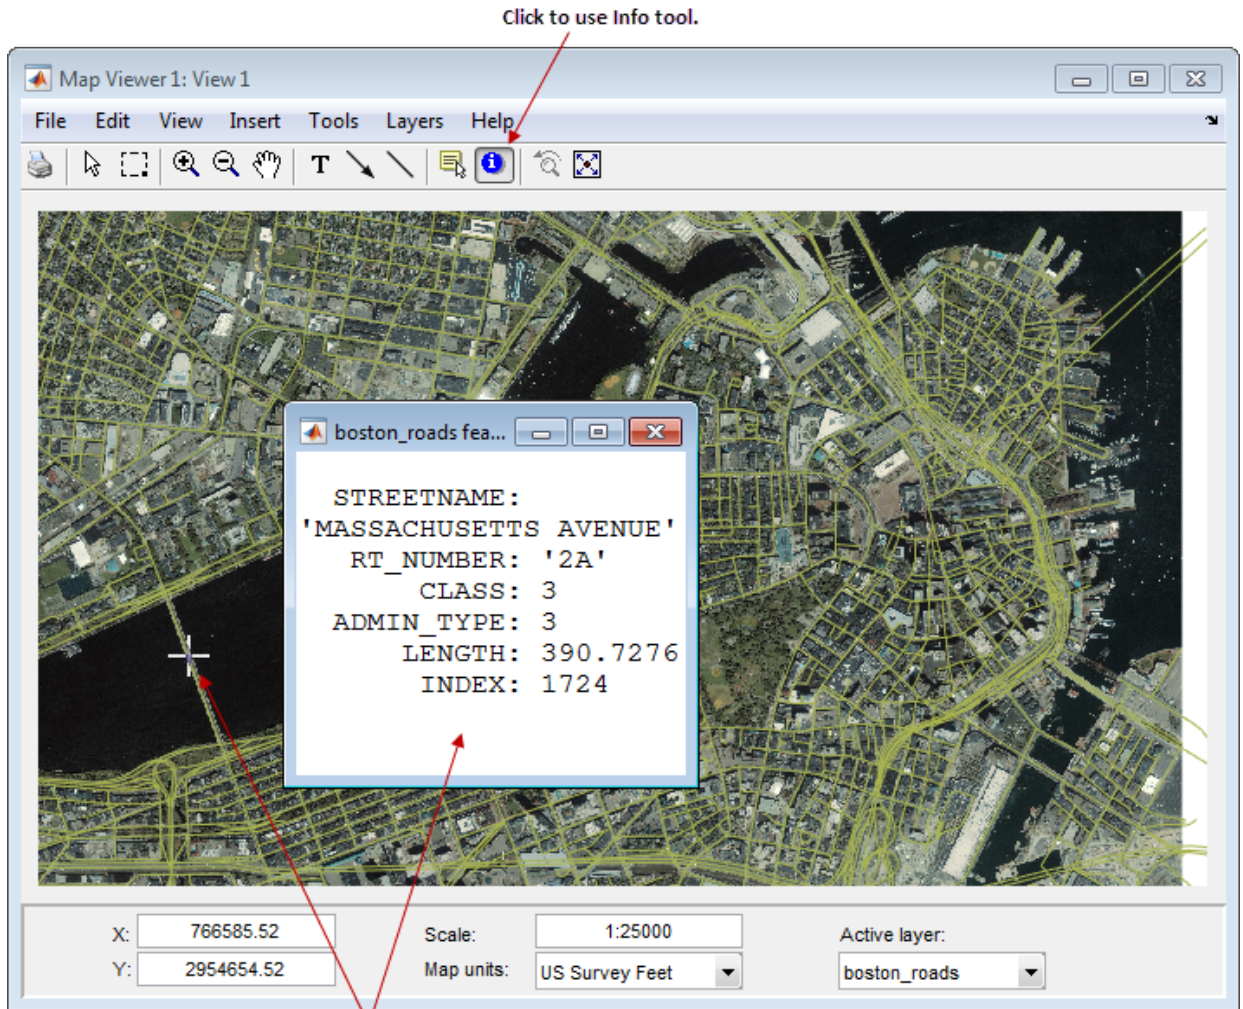 Click to use Info tool.
Map Viewer 1: View 1
File Edit View Insert Tools Layers Help
T
boston_roads fea...
STREETNAME:
'MASSACHUSETTS AVENUE'
RT_NUMBER: '2A'
CLASS: 3
ADMIN_TYPE: 3
LENGTH: 390.7276
INDEX: 1724
X: 766585.52 Scale: 1:25000 Active layer:
Y: 2954654.52 Map units: US Survey Feet boston_roads